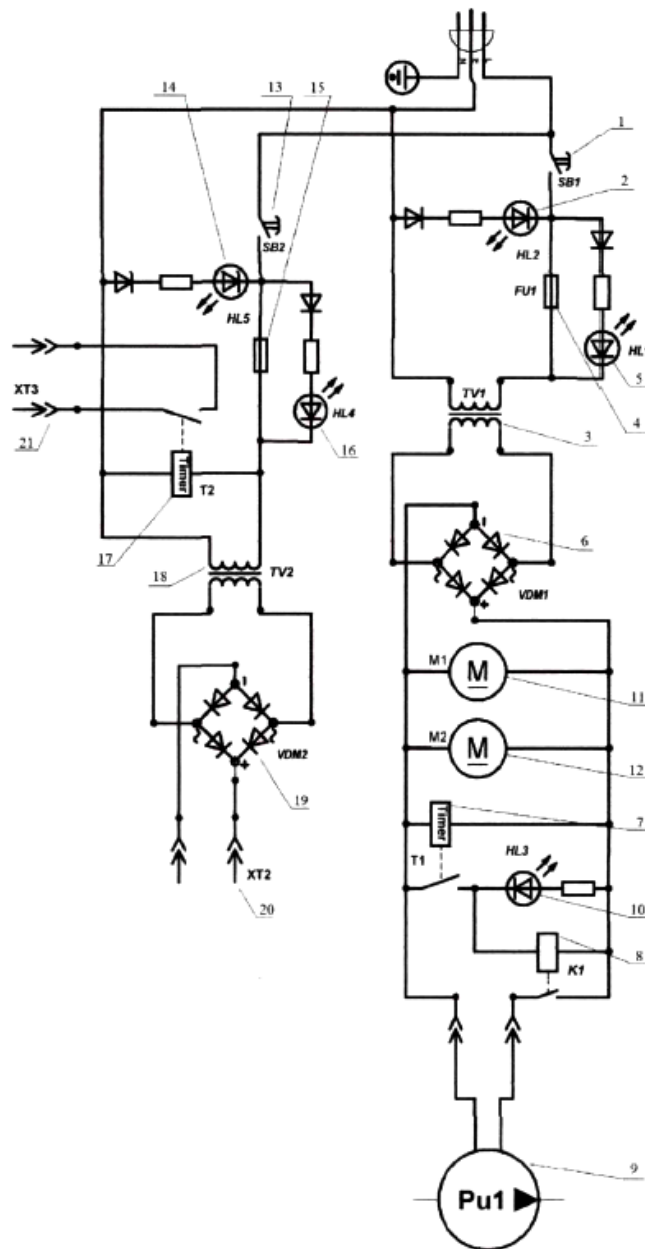 N E L
14
13
15
1
SB1
2
SB2
HL2
HL5
FU1
HL1
5
XT3
TV1
HL4
4
21
16
3
Timer
T2
17
18
TV2
6
VDM1
M1
M
11
M2
M
12
VDM2
19
Timer
7
T1
HL3
XT2
20
10
8
K1
9
Pu1